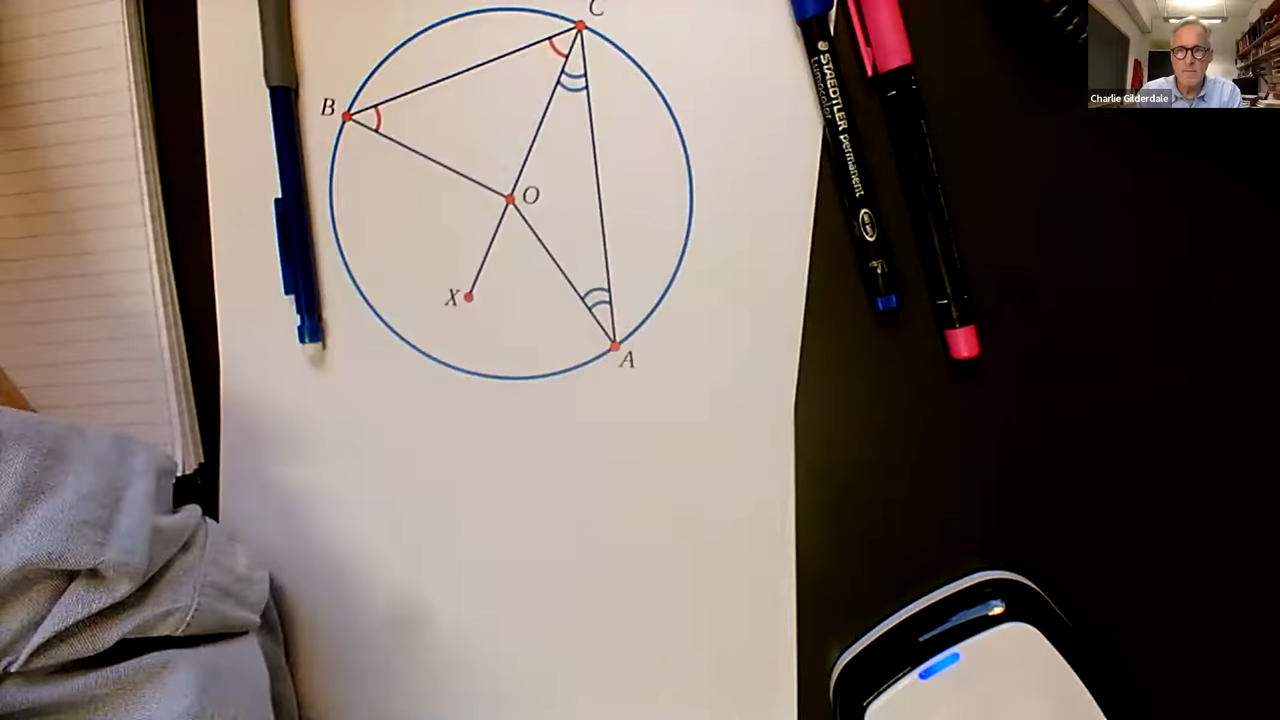 C
B
O
X
A
STAEDTLER permanent
Lumocolor
Charlie Gilderdale